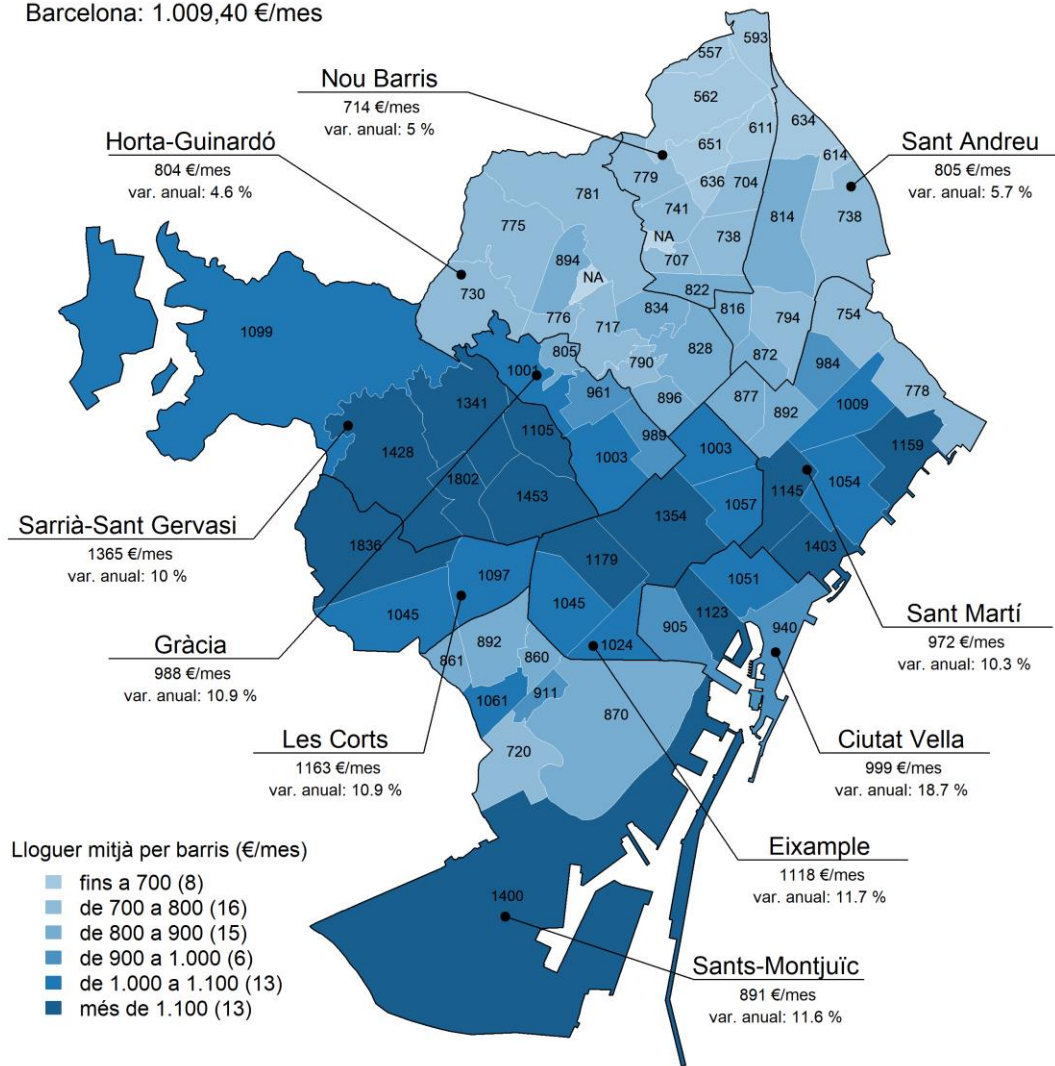 Barcelona: 1.009,40 €/mes
593
557
Nou Barris
714 €/mes
var. anual: 5 %
562
611
634
Horta-Guinardó
804 €/mes
var. anual: 4.6 %
651
614
Sant Andreu
805 €/mes
var. anual: 5.7 %
779
636
704
781
741
814
738
775
NA
738
707
894
NA
822
730
776
717
834
816
794
754
1099
805
790
828
872
984
1001
961
896
877
892
778
1341
1105
989
1009
1428
1003
1003
1159
1802
1453
1145
1054
1354
1057
Sarrià-Sant Gervasi
1365 €/mes
var. anual: 10 %
1836
1179
1403
1097
1051
1045
1045
1123
905
940
Sant Martí
972 €/mes
var. anual: 10.3 %
Gràcia
988 €/mes
var. anual: 10.9 %
892
860
1024
861
911
1061
870
Les Corts
1163 €/mes
var. anual: 10.9 %
720
Ciutat Vella
999 €/mes
var. anual: 18.7 %
Eixample
1118 €/mes
var. anual: 11.7 %
Lloguer mitjà per barris (€/mes)
fins a 700 (8)
de 700 a 800 (16)
de 800 a 900 (15)
de 900 a 1.000 (6)
de 1.000 a 1.100 (13)
més de 1.100 (13)
1400
Sants-Montjuïc
891 €/mes
var. anual: 11.6 %